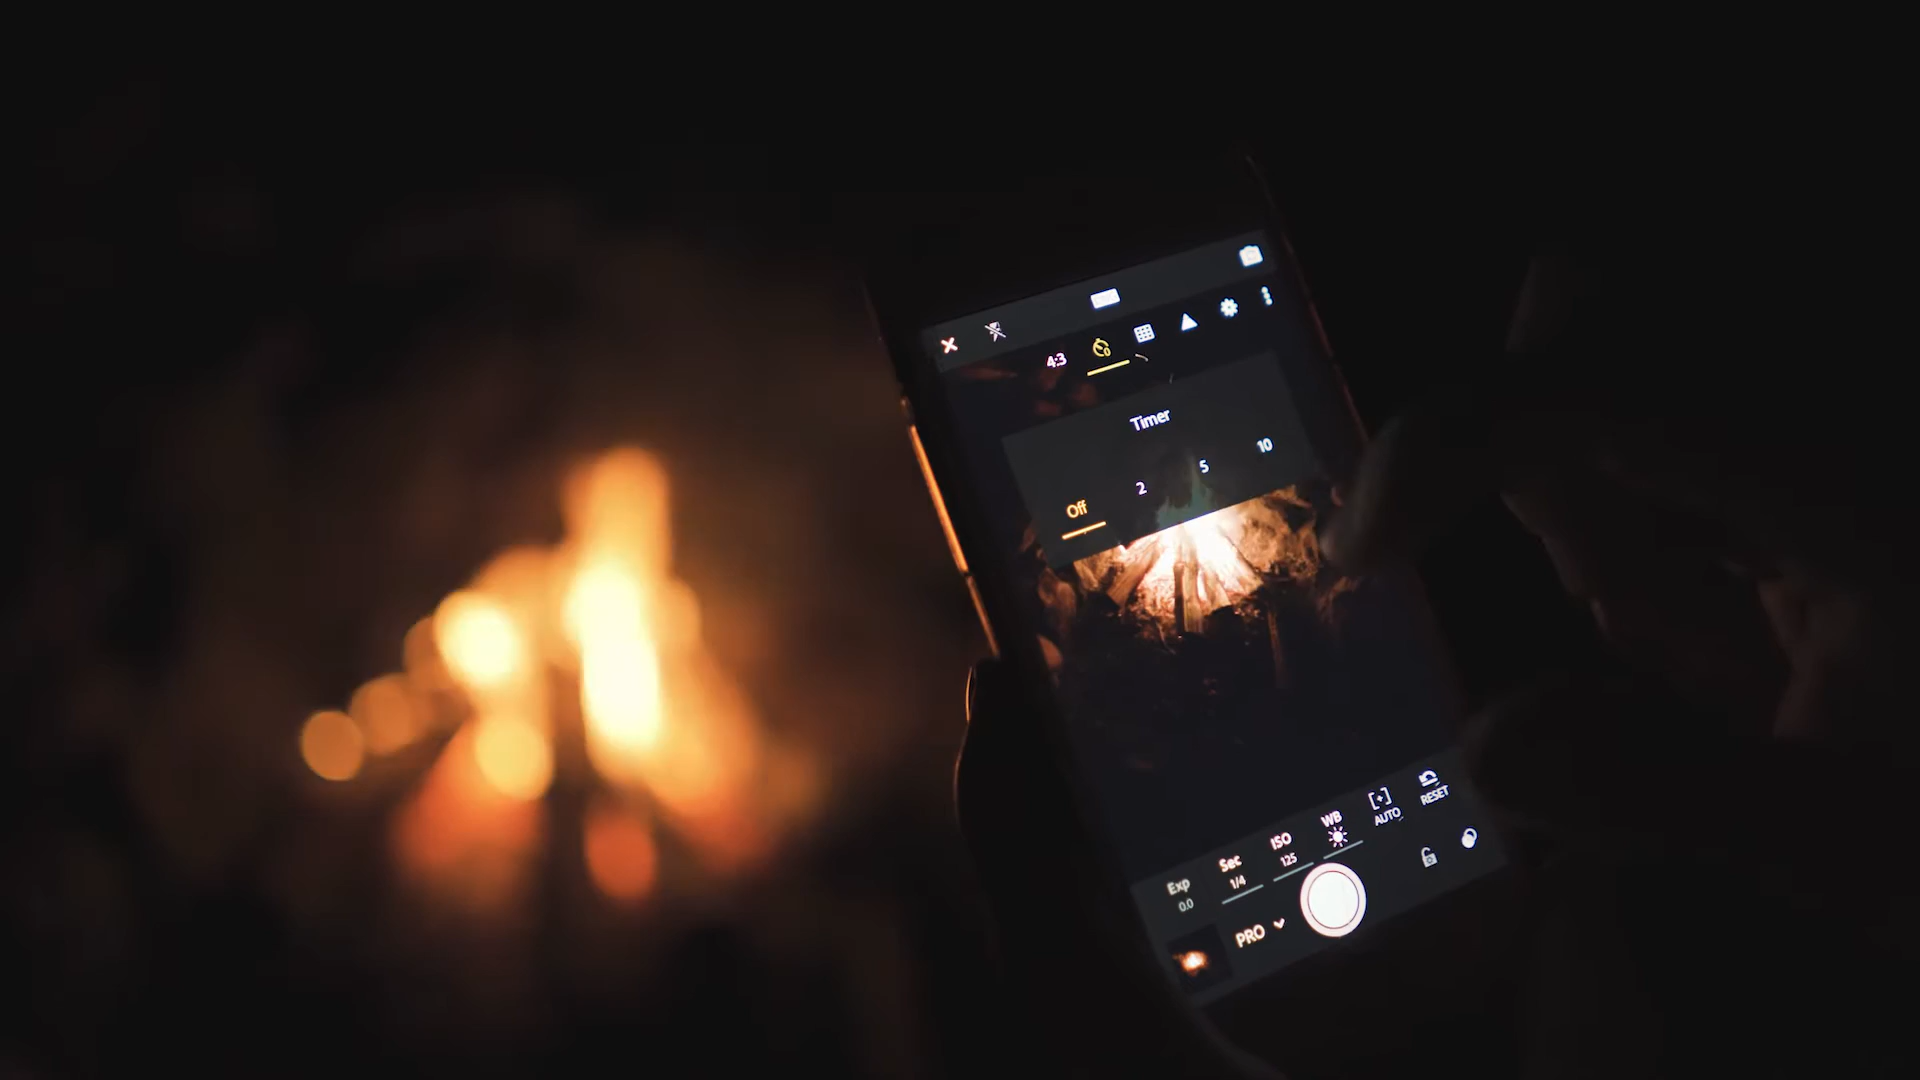 4:3
Timer
Off 2 5 10
Exp Sec ISO WB AUTO RESET
0.0 1/4 125
PRO